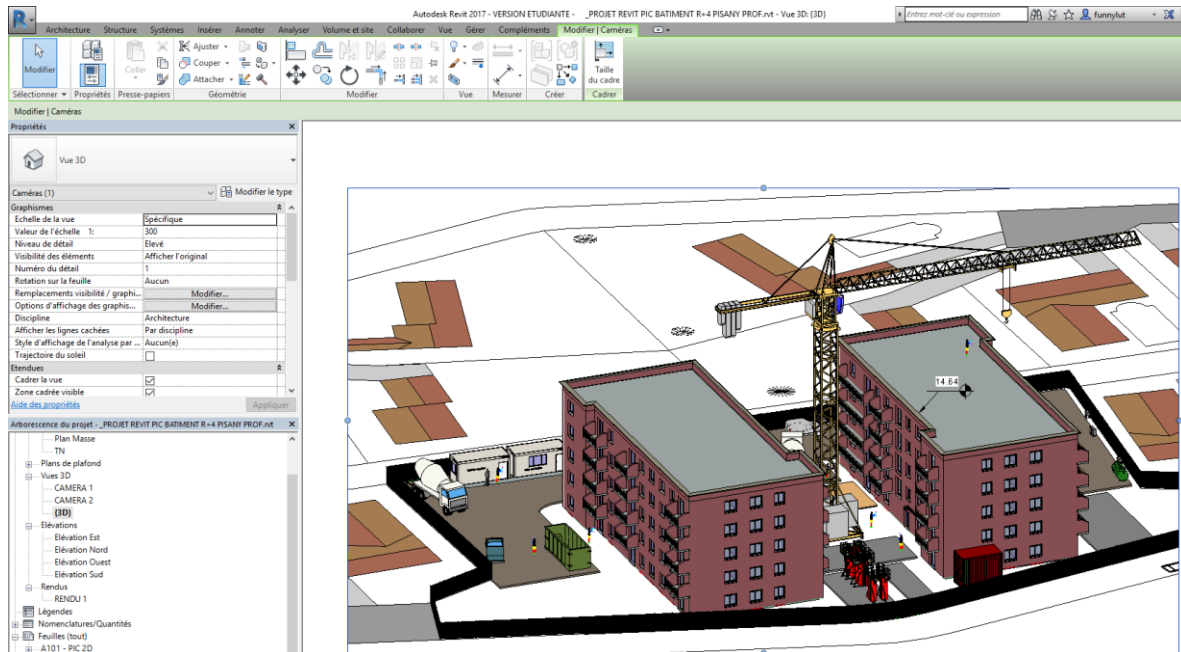 Autodesk Revit 2017 - VERSION ETUDIANTE - _PROJET REVIT PIC BATIMENT R+4 PISANY PROF.rvt - Vue 3D: {3D}
Entrez mot-clé ou expression
funnylut
Architecture Structure Systèmes Insérer Annoter Analyser Volume et site Collaborer Vue Gérer Compléments Modifier | Caméras
Modifier
Coller
Ajuster
Couper
Attacher
Taille
du cadre
Sélectionner Propriétés Presse-papiers Géométrie Modifier Vue Mesurer Créer Cadrer
Modifier | Caméras
Propriétés
Vue 3D
Caméras (1) Modifier le type
Graphismes
Echelle de la vue Spécifique
Valeur de l'échelle 1: 300
Niveau de détail Elevé
Visibilité des éléments Afficher l'original
Numéro du détail 1
Rotation sur la feuille Aucun
Remplacements visibilité / graphi... Modifier...
Options d'affichage des graphis... Modifier...
Discipline Architecture
Afficher les lignes cachées Par discipline
Style d'affichage de l'analyse par ... Aucun(e)
Trajectoire du soleil
Etendues
Cadrer la vue
Zone cadrée visible
Aide des propriétés Appliquer
Arborescence du projet - _PROJET REVIT PIC BATIMENT R+4 PISANY PROF.rvt
Plan Masse
TN
Plans de plafond
Vues 3D
CAMERA 1
CAMERA 2
{3D}
Elévations
Elévation Est
Elévation Nord
Elévation Ouest
Elévation Sud
Rendus
RENDU 1
Légendes
Nomenclatures/Quantités
Feuilles (tout)
A101 - PIC 2D
14.64